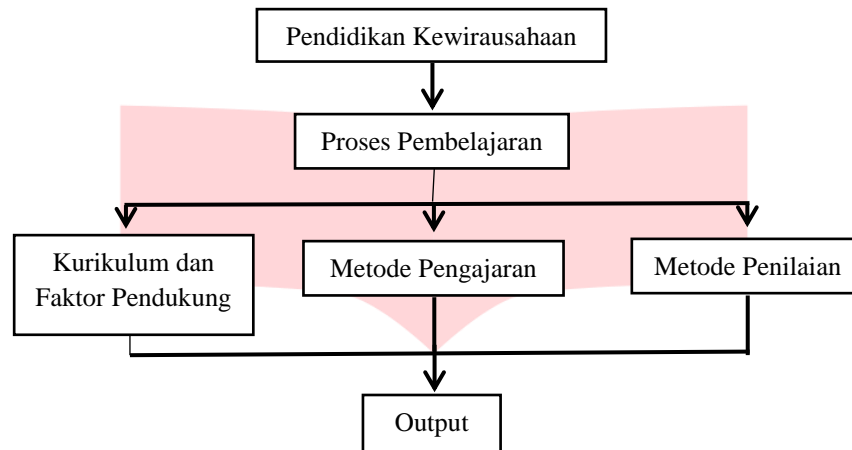 Pendidikan Kewirausahaan
Proses Pembelajaran
Kurikulum dan
Faktor Pendukung
Metode Pengajaran
Metode Penilaian
Output